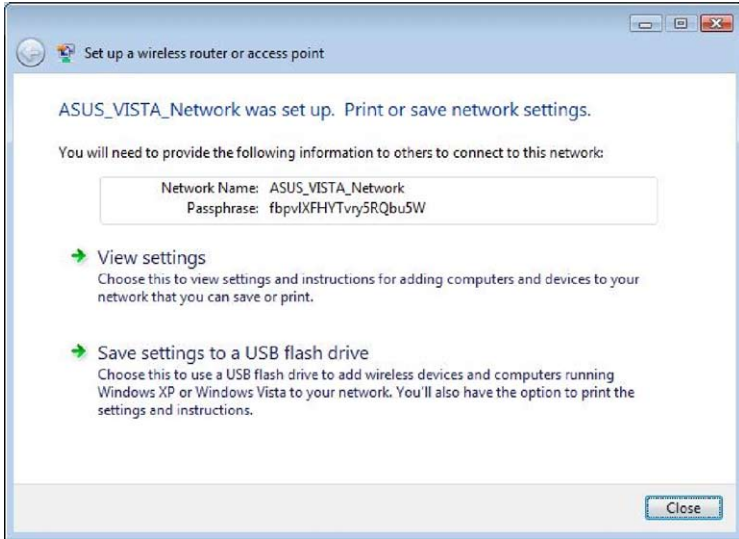 Set up a wireless router or access point
ASUS_VISTA_Network was set up. Print or save network settings.
You will need to provide the following information to others to connect to this network:
Network Name: ASUS_VISTA_Network
Passphrase: fbpvIXFHYTvry5RQbu5W
View settings
Choose this to view settings and instructions for adding computers and devices to your
network that you can save or print.
Save settings to a USB flash drive
Choose this to use a USB flash drive to add wireless devices and computers running
Windows XP or Windows Vista to your network. You'll also have the option to print the
settings and instructions.
Close